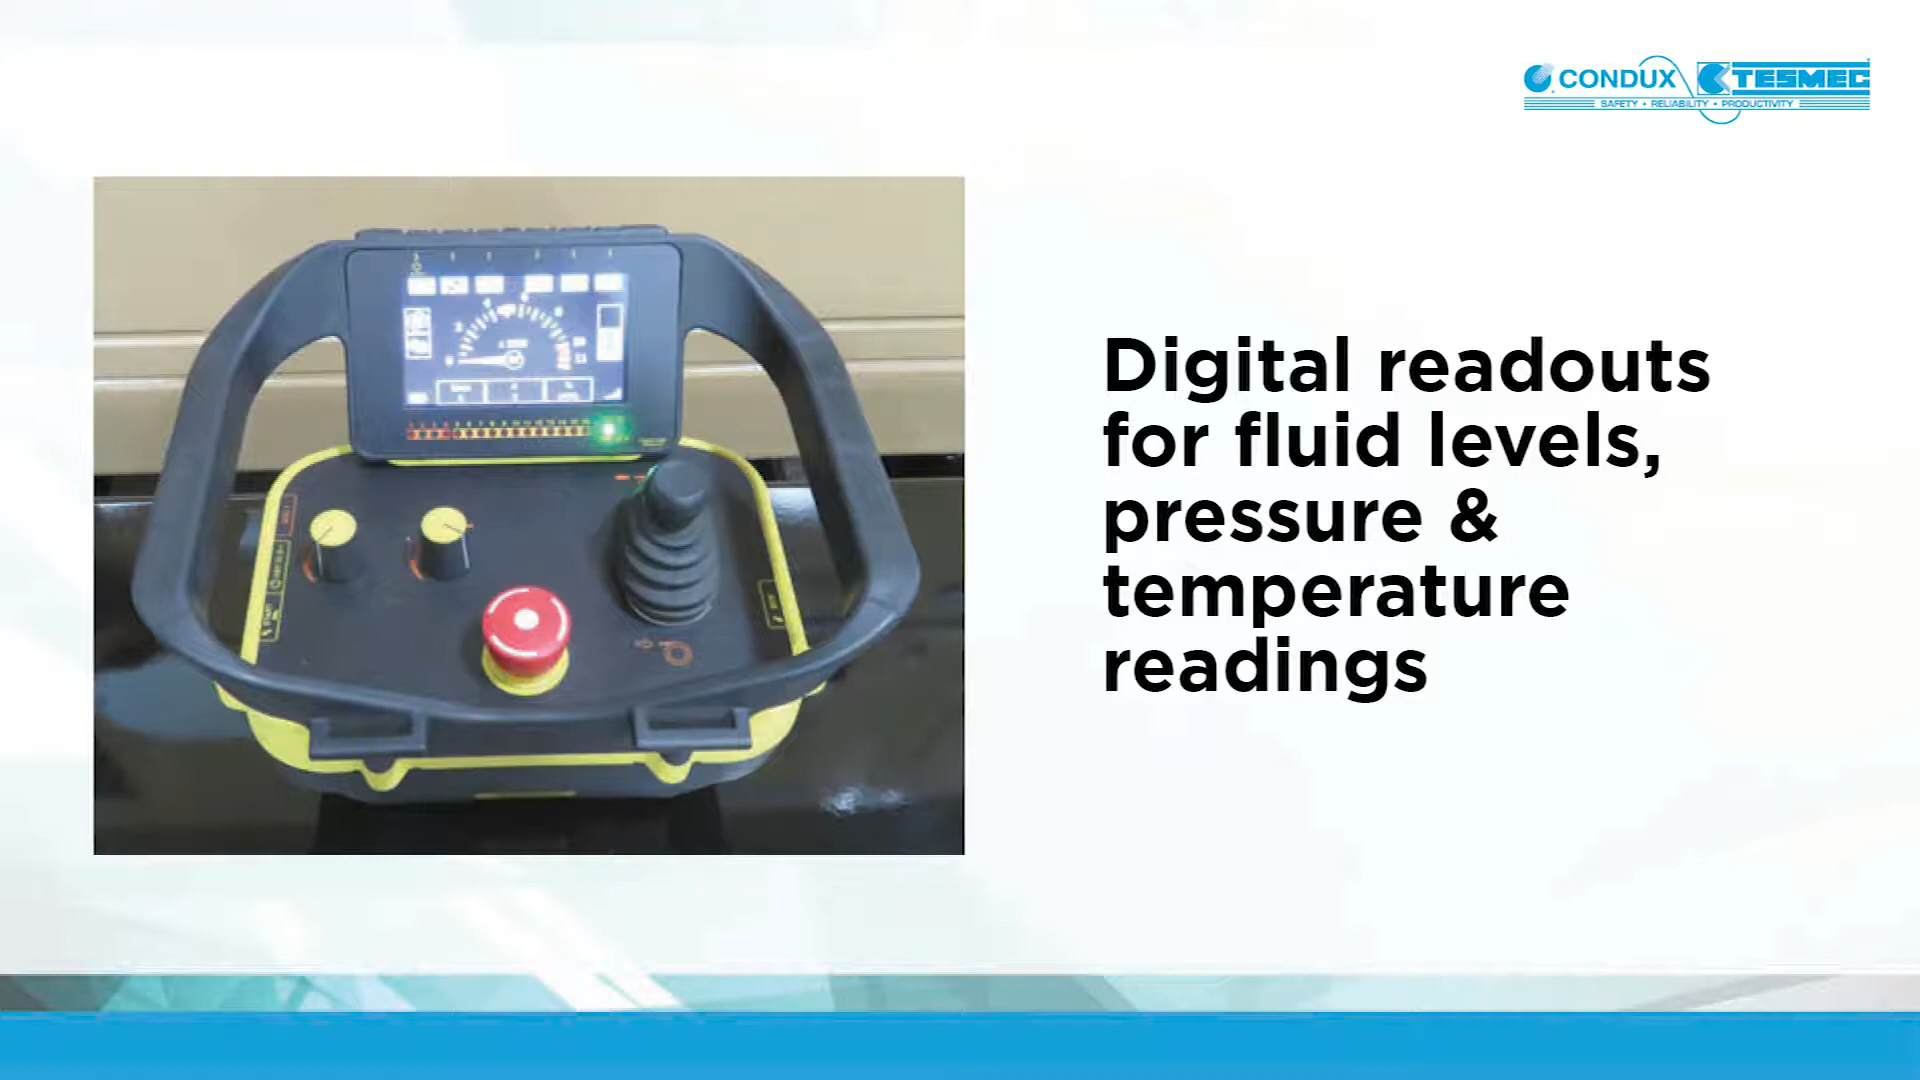 CONDUX TESMEC
SAFETY • RELIABILITY • PRODUCTIVITY
Digital readouts
for fluid levels,
pressure &
temperature
readings